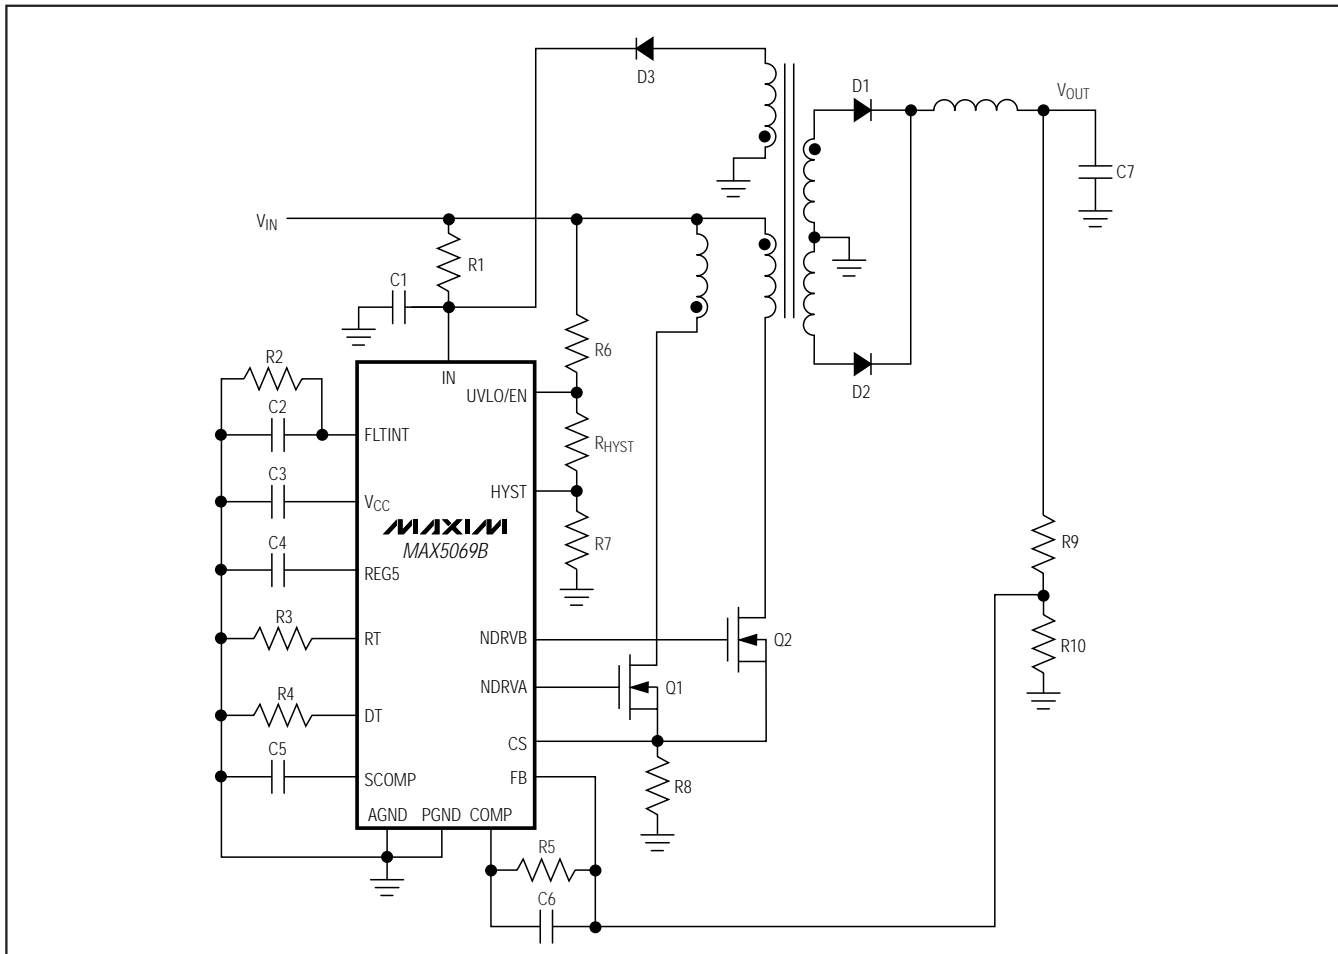 D3
D1
VOUT
C7
VIN
R1
C1
D2
R6
R2
IN
UVLO/EN
C2
FLTINT
RHYST
C3
VCC
HYST
MAXIM
MAX5069B
R7
R9
C4
REG5
R3
RT
NDRVB
Q2
R10
NDRVA
Q1
R4
DT
CS
C5
SCOMP
FB
R8
AGND PGND COMP
R5
C6